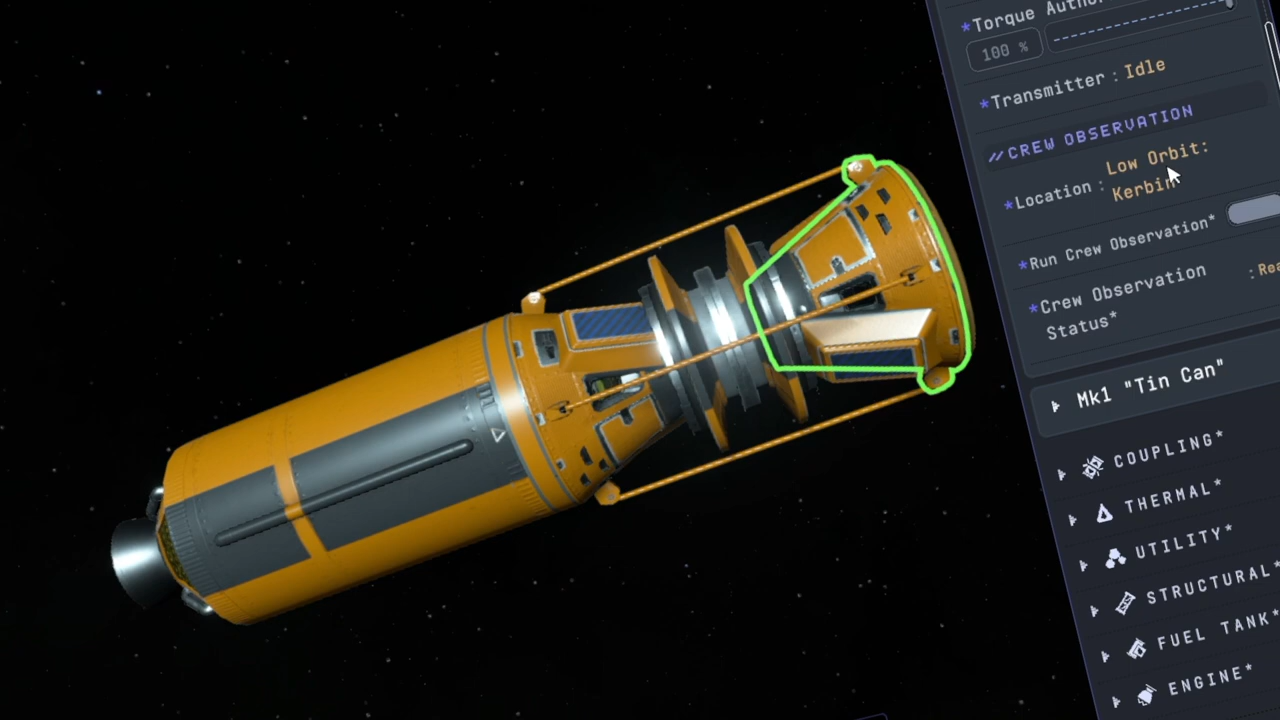 *Torque
100 %
*Transmitter : Idle
//CREW OBSERVATION
*Location : Low Orbit:
Kerbin
*Run Crew Observation*
*Crew Observation
Status*
Mk1 "Tin Can"
COUPLING*
THERMAL*
UTILITY*
STRUCTURAL*
FUEL TANK*
ENGINE*